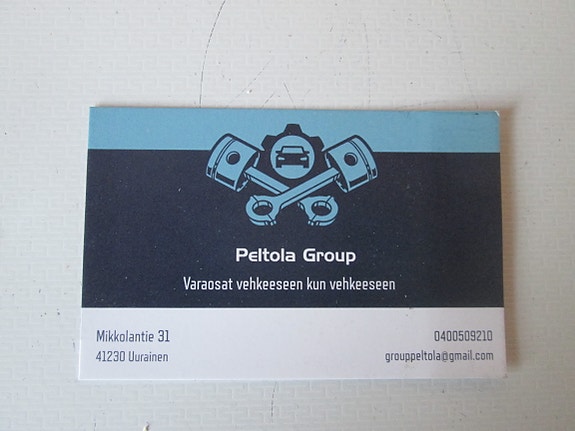 Peltola Group
Varaosat vehkeeseen kun vehkeeseen
Mikkolantie 31
0400509210
41230 Uurainen
grouppeltola@gmail.com